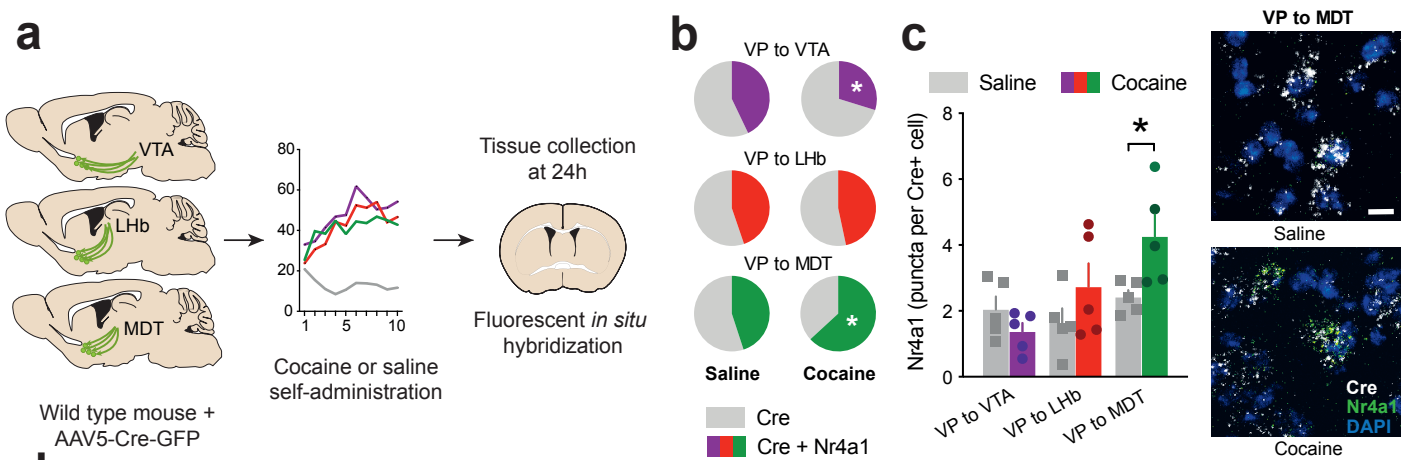 a
VTA
LHb
MDT
Wild type mouse +
AAV5-Cre-GFP
80
60
40
20
0
1
5
10
Cocaine or saline
self-administration
Tissue collection
at 24h
Fluorescent in situ
hybridization
b
VP to VTA
*
VP to LHb
VP to MDT
*
Saline
Cocaine
Cre
Cre + Nr4a1
c
Saline
Cocaine
Nr4a1 (puncta per Cre+ cell)
8
6
4
2
0
*
VP to VTA
VP to LHb
VP to MDT
VP to MDT
Saline
Cre
Nr4a1
DAPI
Cocaine